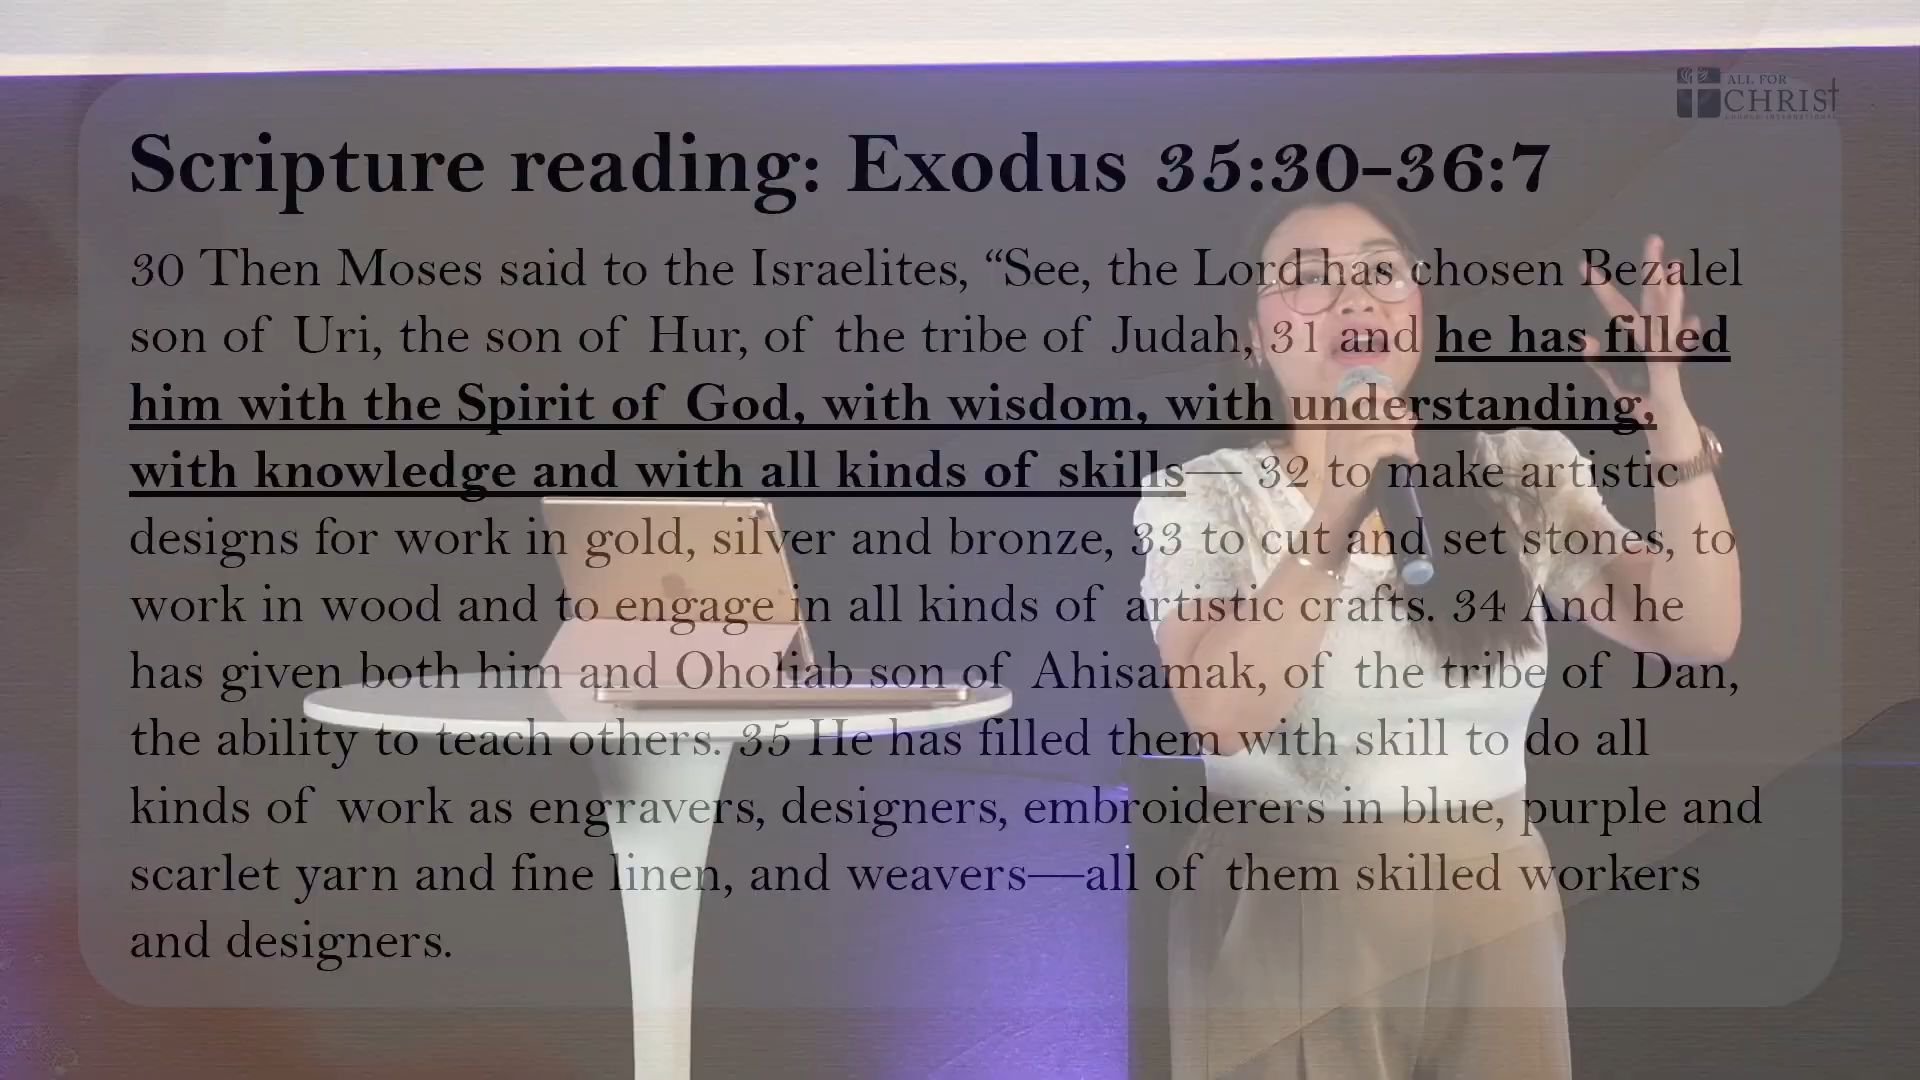 ALL FOR
CHRIST
CHURCH INTERNATIONAL
Scripture reading: Exodus 35:30-36:7
30 Then Moses said to the Israelites, “See, the Lord has chosen Bezalel
son of Uri, the son of Hur, of the tribe of Judah, 31 and he has filled
him with the Spirit of God, with wisdom, with understanding,
with knowledge and with all kinds of skills— 32 to make artistic
designs for work in gold, silver and bronze, 33 to cut and set stones, to
work in wood and to engage in all kinds of artistic crafts. 34 And he
has given both him and Oholiab son of Ahisamak, of the tribe of Dan,
the ability to teach others. 35 He has filled them with skill to do all
kinds of work as engravers, designers, embroiderers in blue, purple and
scarlet yarn and fine linen, and weavers—all of them skilled workers
and designers.